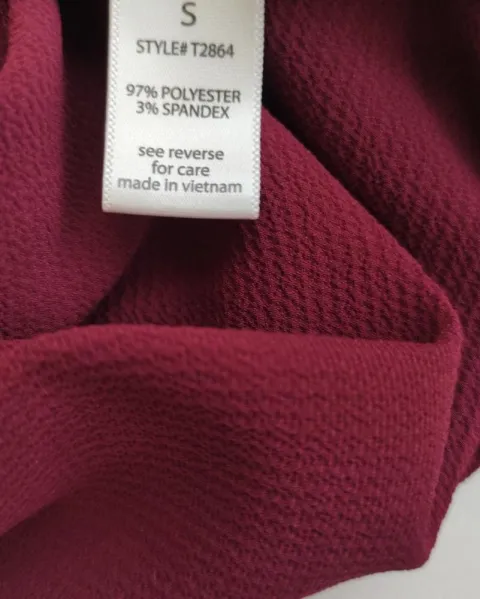 S
STYLE# T2864
97% POLYESTER
3% SPANDEX
see reverse
for care
made in vietnam